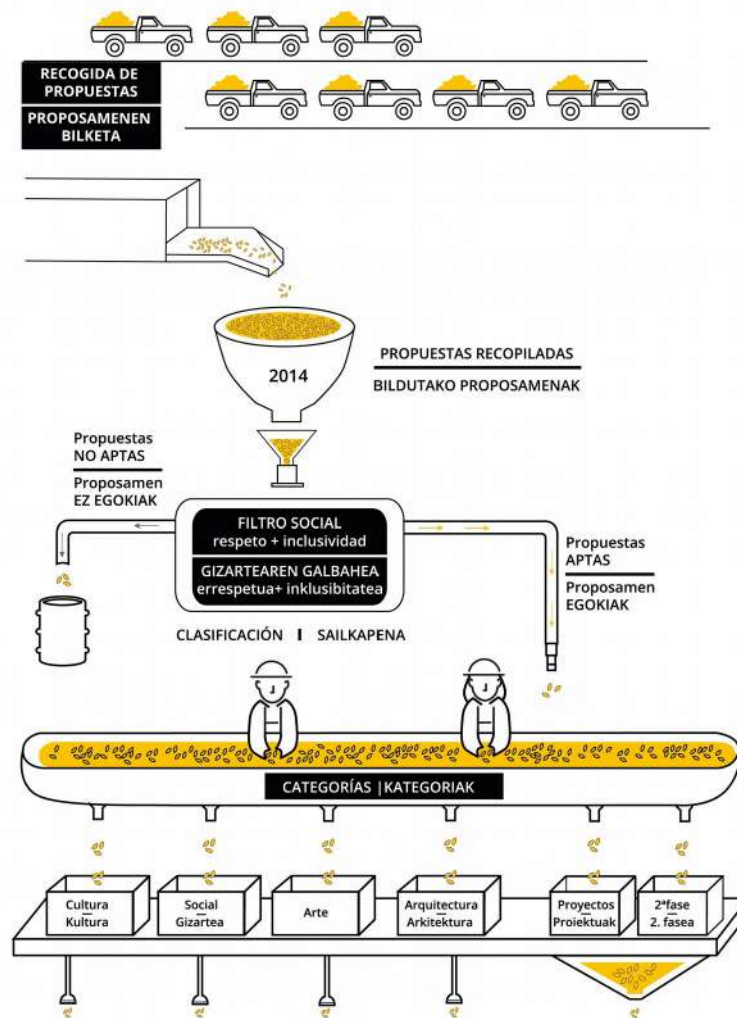 RECOGIDA DE
PROPUESTAS
PROPOSAMENEN
BILKETA
2014
PROPUESTAS RECOPILADAS
BILDUTAKO PROPOSAMENAK
Propuestas
NO APTAS
Proposamen
EZ EGOKIAK
FILTRO SOCIAL
respeto + inclusividad
GIZARTEAREN GALBAHEA
errespetua+ inklusibitatea
Propuestas
APTAS
Proposamen
EGOKIAK
CLASIFICACIÓN I SAILKAPENA
CATEGORÍAS |KATEGORIAK
Cultura
Kultura
Social
Gizartea
Arte
Arquitectura
Arkitektura
Proyectos
Proiektuak
2ªfase
2. fasea